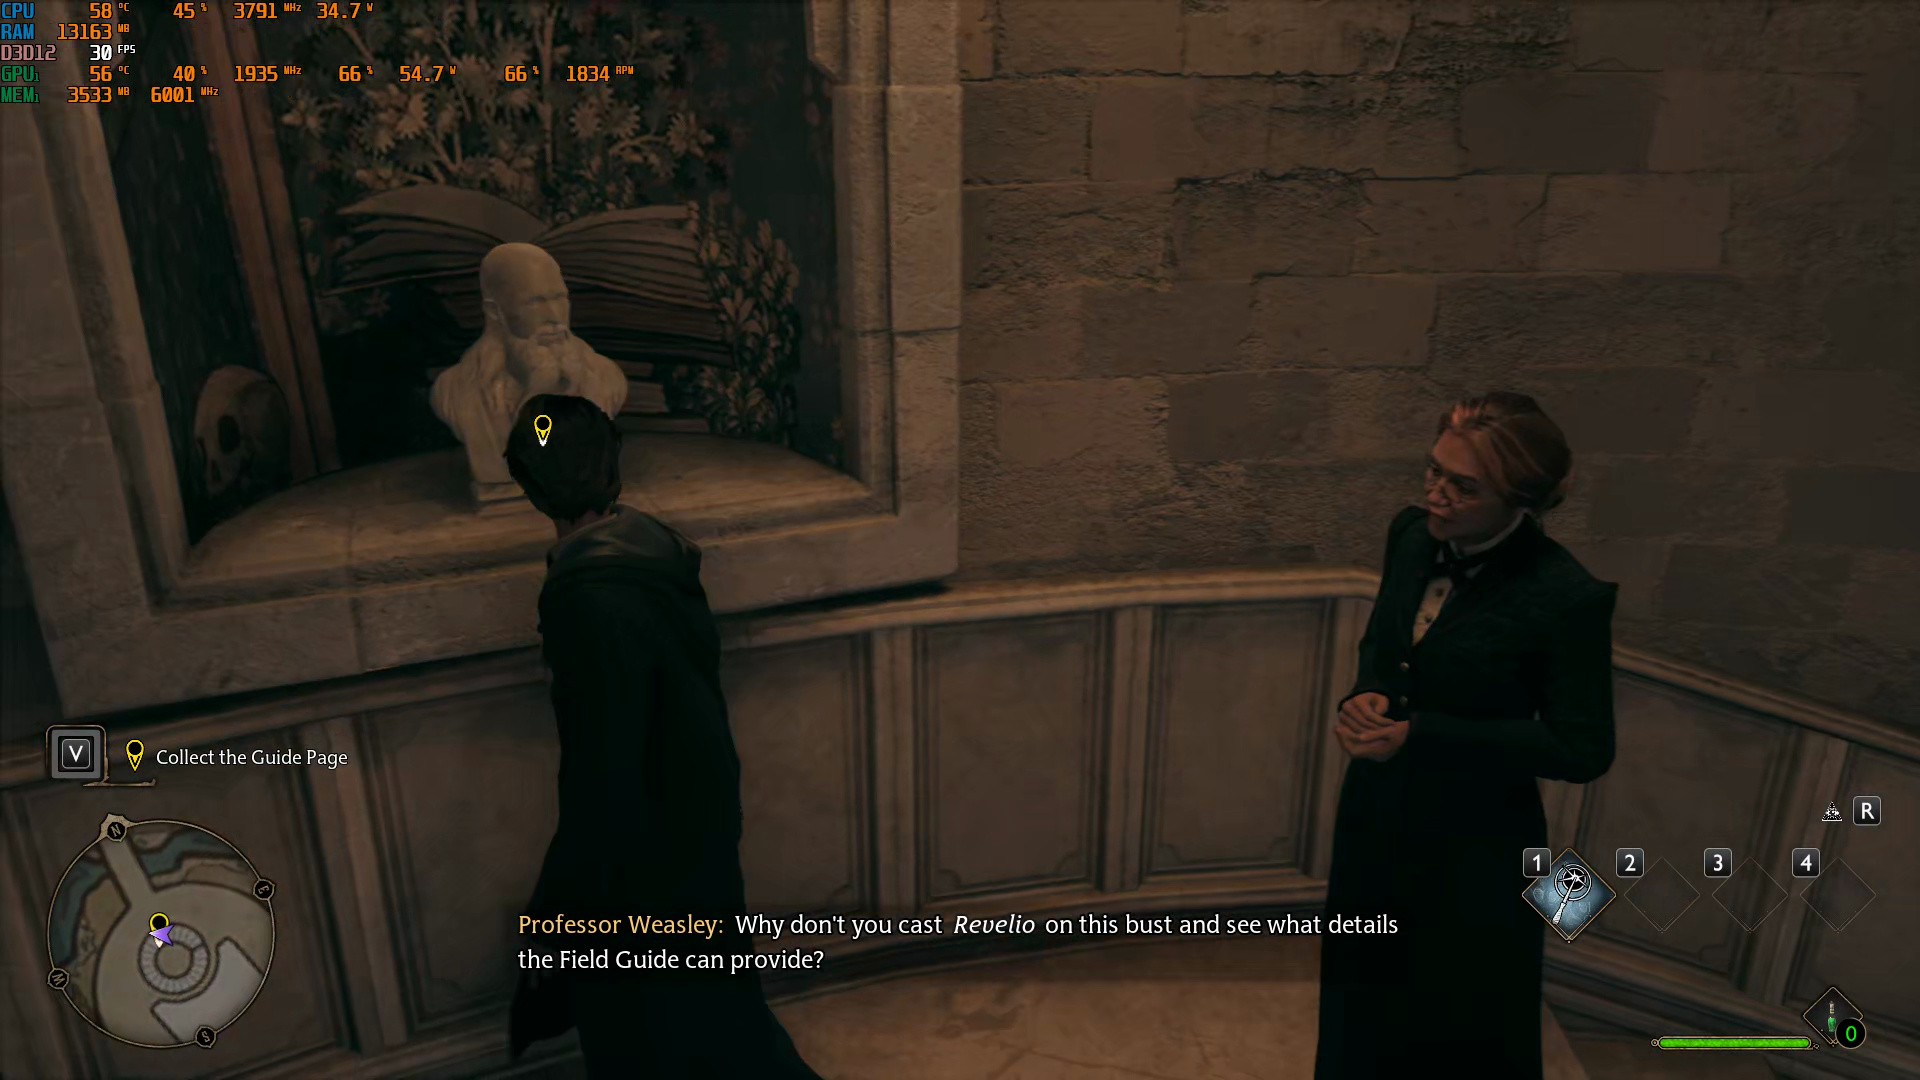 CPU 58 °C 45 % 3791 MHz 34.7 W
RAM 13163 MB
D3D12 30 FPS
GPU1 56 °C 40 % 1935 MHz 66 % 54.7 W 66 % 1834 RPM
MEM1 3533 MB 6001 MHz
V Collect the Guide Page
N
E
W
S
R
1 2 3 4
Professor Weasley: Why don't you cast Revelio on this bust and see what details
the Field Guide can provide?
0